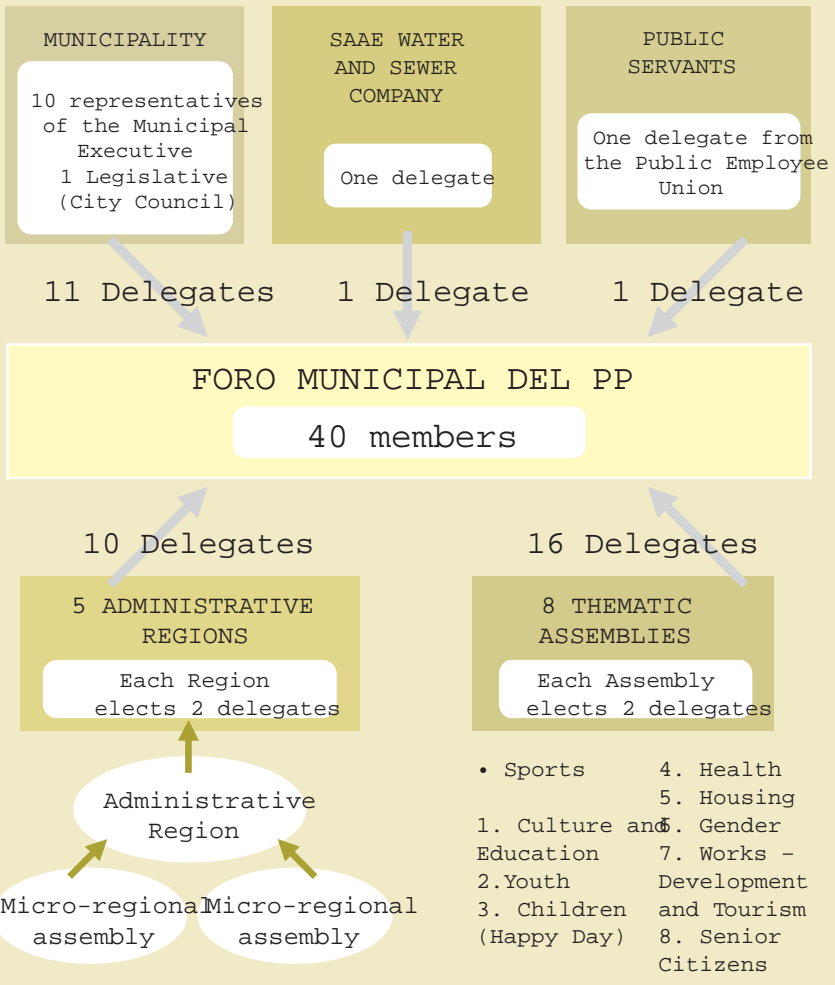 MUNICIPALITY
10 representatives
of the Municipal
Executive
1 Legislative
(City Council)
SAAE WATER
AND SEWER
COMPANY
One delegate
PUBLIC
SERVANTS
One delegate from
the Public Employee
Union
11 Delegates
1 Delegate
1 Delegate
FORO MUNICIPAL DEL PP
40 members
10 Delegates
16 Delegates
5 ADMINISTRATIVE
REGIONS
Each Region
elects 2 delegates
Administrative
Region
Micro-regional
assembly
Micro-regional
assembly
8 THEMATIC
ASSEMBLIES
Each Assembly
elects 2 delegates
• Sports
1. Culture and
Education
2.Youth
3. Children
(Happy Day)
4. Health
5. Housing
6. Gender
7. Works –
Development
and Tourism
8. Senior
Citizens